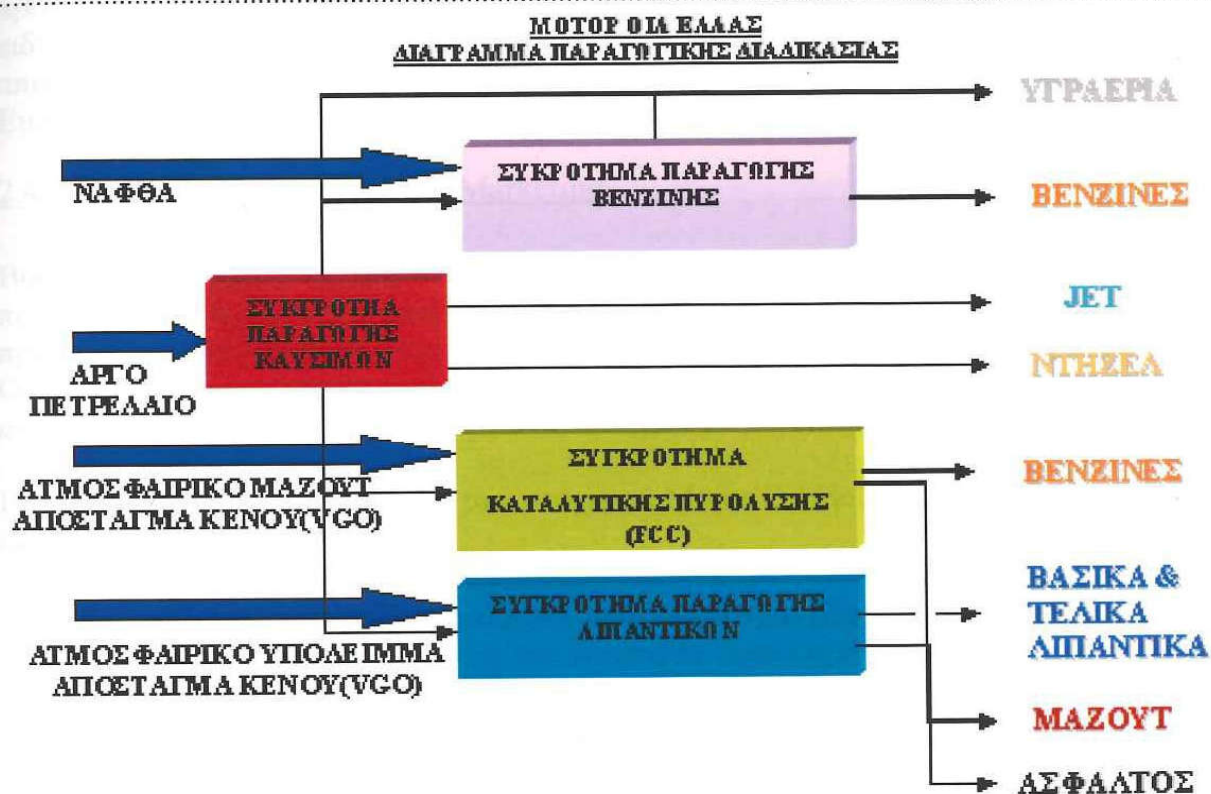 ΜΟΤΟΡ ΟΙΛ ΕΛΛΑΣ
ΔΙΑΓΡΑΜΜΑ ΠΑΡΑΓΩΓΙΚΗΣ ΔΙΑΔΙΚΑΣΙΑΣ
ΥΓΡΑΕΡΙΑ
ΣΥΚΡΟΤΗΜΑ ΠΑΡΑΓΩΓΗΣ
ΒΕΝΖΙΝΗΣ
ΝΑΦΘΑ
ΒΕΝΖΙΝΕΣ
ΣΥΓΚΡΟΤΗΑ
ΠΑΡΑΓΩΓΗΣ
ΚΑΥΣΙΜΩΝ
JET
ΑΡΓΟ
ΠΕΤΡΕΛΑΙΟ
ΝΤΗΖΕΛ
ΣΥΓΚΡΟΤΗΜΑ
ΚΑΤΑΛΥΤΙΚΗΣ ΠΥΡΟΛΥΣΗΣ
(FCC)
ΒΕΝΖΙΝΕΣ
ΑΤΜΟΣΦΑΙΡΙΚΟ ΜΑΖΟΥΤ
ΑΠΟΣΤΑΓΜΑ ΚΕΝΟΥ(VGO)
ΣΥΓΚΡΟΤΗΜΑ ΠΑΡΑΓΩΓΗΣ
ΛΙΠΑΝΤΙΚΩΝ
ΒΑΣΙΚΑ &
ΤΕΛΙΚΑ
ΛΙΠΑΝΤΙΚΑ
ΑΤΜΟΣΦΑΙΡΙΚΟ ΥΠΟΛΕΙΜΜΑ
ΑΠΟΣΤΑΓΜΑ ΚΕΝΟΥ(VGO)
ΜΑΖΟΥΤ
ΑΣΦΑΛΤΟΣ